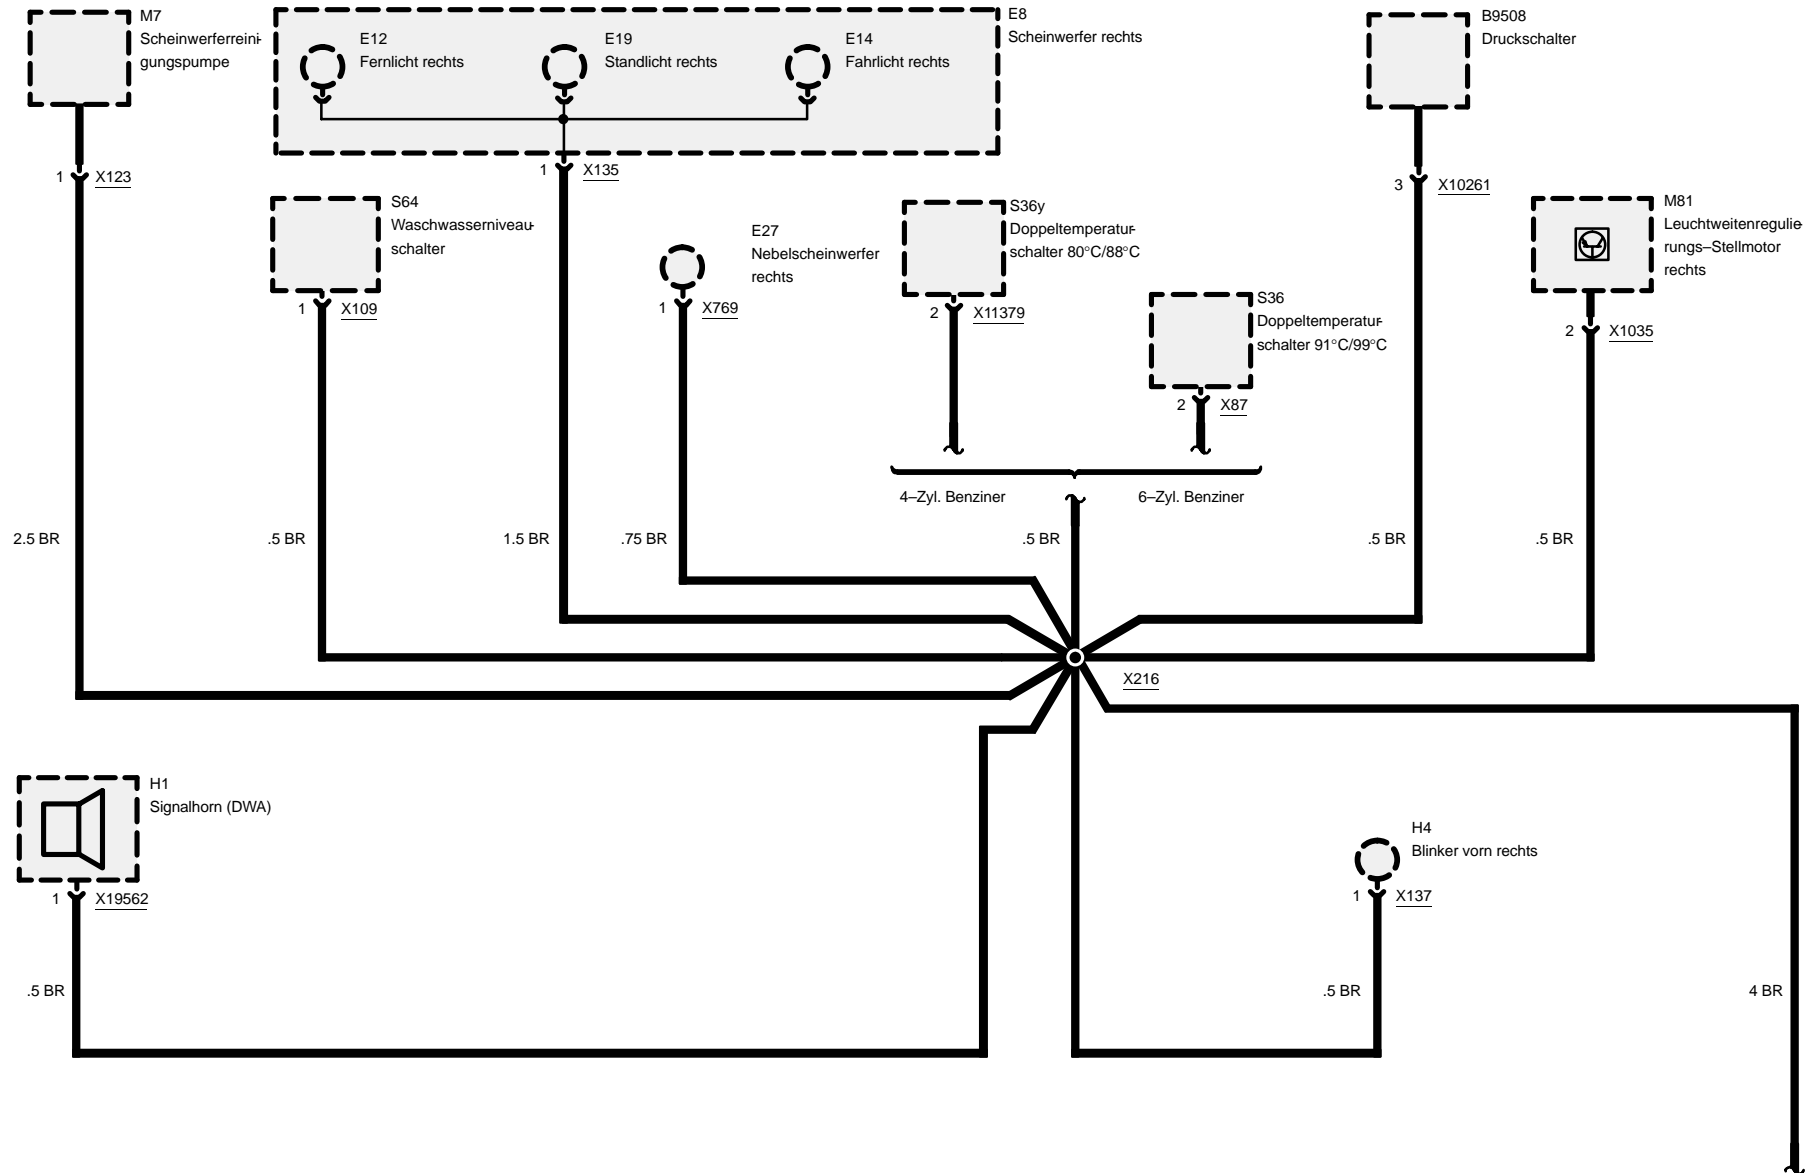 M7
Scheinwerferreini-
gungspumpe
E12
Fernlicht rechts
E19
Standlicht rechts
E14
Fahrlicht rechts
E8
Scheinwerfer rechts
B9508
Druckschalter
1 X123
1 X135
3 X10261
S64
Waschwasserniveau-
schalter
E27
Nebelscheinwerfer
rechts
S36y
Doppeltemperatur-
schalter 80°C/88°C
M81
Leuchtweitenregulie-
rungs–Stellmotor
rechts
1 X109
1 X769
2 X11379
S36
Doppeltemperatur-
schalter 91°C/99°C
2 X1035
2 X87
4–Zyl. Benziner
6–Zyl. Benziner
2.5 BR
.5 BR
1.5 BR
.75 BR
.5 BR
.5 BR
.5 BR
X216
H1
Signalhorn (DWA)
H4
Blinker vorn rechts
1 X19562
1 X137
.5 BR
.5 BR
4 BR